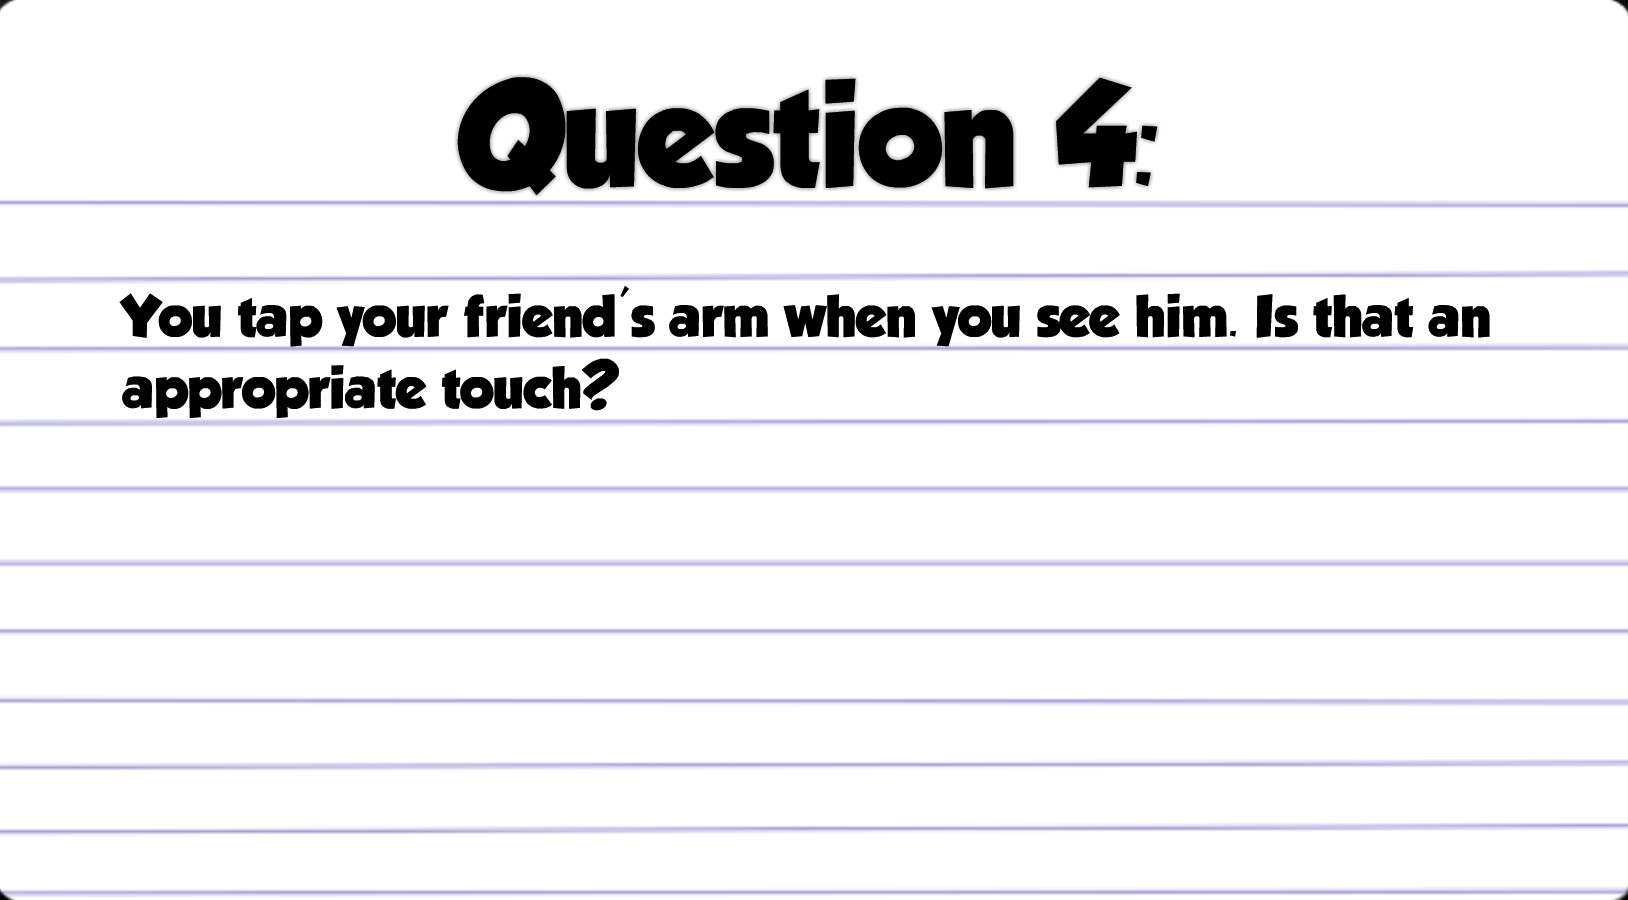 Question 4:
You tap your friend's arm when you see him. Is that an
appropriate touch?